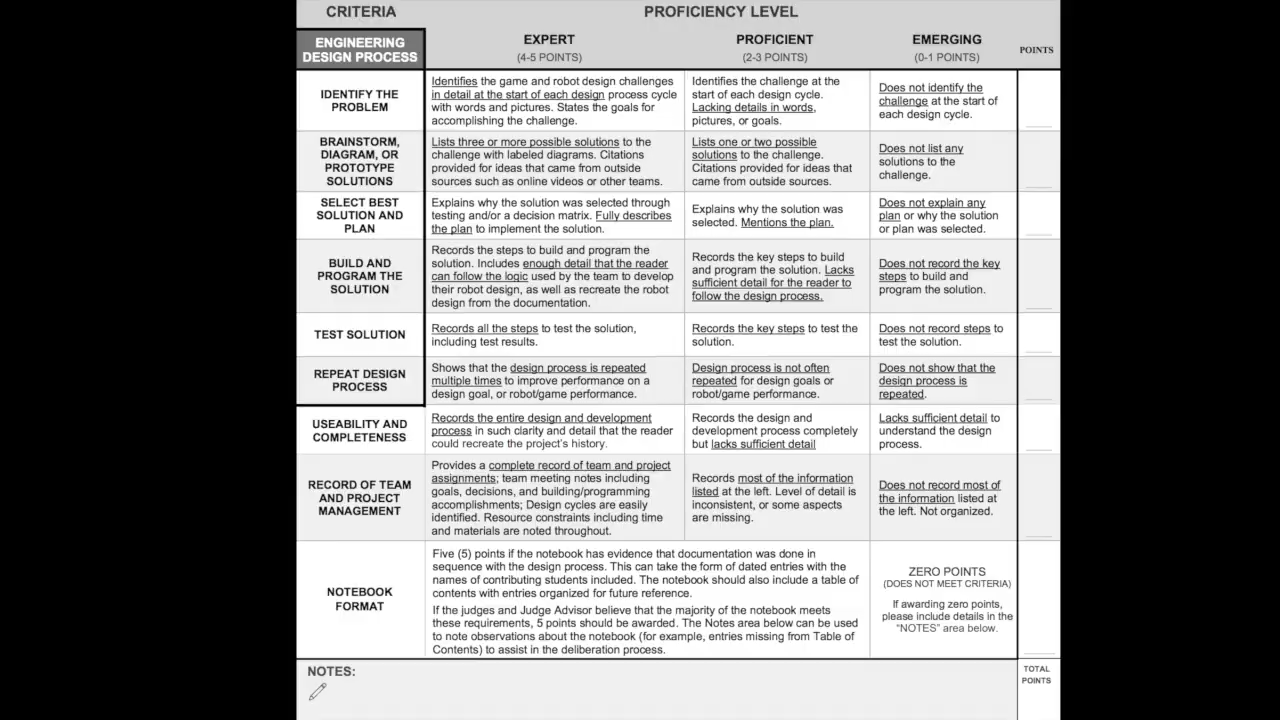 CRITERIA
PROFICIENCY LEVEL
ENGINEERING
DESIGN PROCESS
EXPERT
(4-5 POINTS)
PROFICIENT
(2-3 POINTS)
EMERGING
(0-1 POINTS)
POINTS
IDENTIFY THE
PROBLEM
Identifies the game and robot design challenges
in detail at the start of each design process cycle
with words and pictures. States the goals for
accomplishing the challenge.
Identifies the challenge at the
start of each design cycle.
Lacking details in words,
pictures, or goals.
Does not identify the
challenge at the start of
each design cycle.
BRAINSTORM,
DIAGRAM, OR
PROTOTYPE
SOLUTIONS
Lists three or more possible solutions to the
challenge with labeled diagrams. Citations
provided for ideas that came from outside
sources such as online videos or other teams.
Lists one or two possible
solutions to the challenge.
Citations provided for ideas that
came from outside sources.
Does not list any
solutions to the
challenge.
SELECT BEST
SOLUTION AND
PLAN
Explains why the solution was selected through
testing and/or a decision matrix. Fully describes
the plan to implement the solution.
Explains why the solution was
selected. Mentions the plan.
Does not explain any
plan or why the solution
or plan was selected.
BUILD AND
PROGRAM THE
SOLUTION
Records the steps to build and program the
solution. Includes enough detail that the reader
can follow the logic used by the team to develop
their robot design, as well as recreate the robot
design from the documentation.
Records the key steps to build
and program the solution. Lacks
sufficient detail for the reader to
follow the design process.
Does not record the key
steps to build and
program the solution.
TEST SOLUTION
Records all the steps to test the solution,
including test results.
Records the key steps to test the
solution.
Does not record steps to
test the solution.
REPEAT DESIGN
PROCESS
Shows that the design process is repeated
multiple times to improve performance on a
design goal, or robot/game performance.
Design process is not often
repeated for design goals or
robot/game performance.
Does not show that the
design process is
repeated.
USEABILITY AND
COMPLETENESS
Records the entire design and development
process in such clarity and detail that the reader
could recreate the project's history.
Records the design and
development process completely
but lacks sufficient detail
Lacks sufficient detail to
understand the design
process.
RECORD OF TEAM
AND PROJECT
MANAGEMENT
Provides a complete record of team and project
assignments; team meeting notes including
goals, decisions, and building/programming
accomplishments; Design cycles are easily
identified. Resource constraints including time
and materials are noted throughout.
Records most of the information
listed at the left. Level of detail is
inconsistent, or some aspects
are missing.
Does not record most of
the information listed at
the left. Not organized.
NOTEBOOK
FORMAT
Five (5) points if the notebook has evidence that documentation was done in
sequence with the design process. This can take the form of dated entries with the
names of contributing students included. The notebook should also include a table of
contents with entries organized for future reference.
If the judges and Judge Advisor believe that the majority of the notebook meets
these requirements, 5 points should be awarded. The Notes area below can be used
to note observations about the notebook (for example, entries missing from Table of
Contents) to assist in the deliberation process.
ZERO POINTS
(DOES NOT MEET CRITERIA)
If awarding zero points,
please include details in the
"NOTES" area below.
NOTES:
TOTAL
POINTS